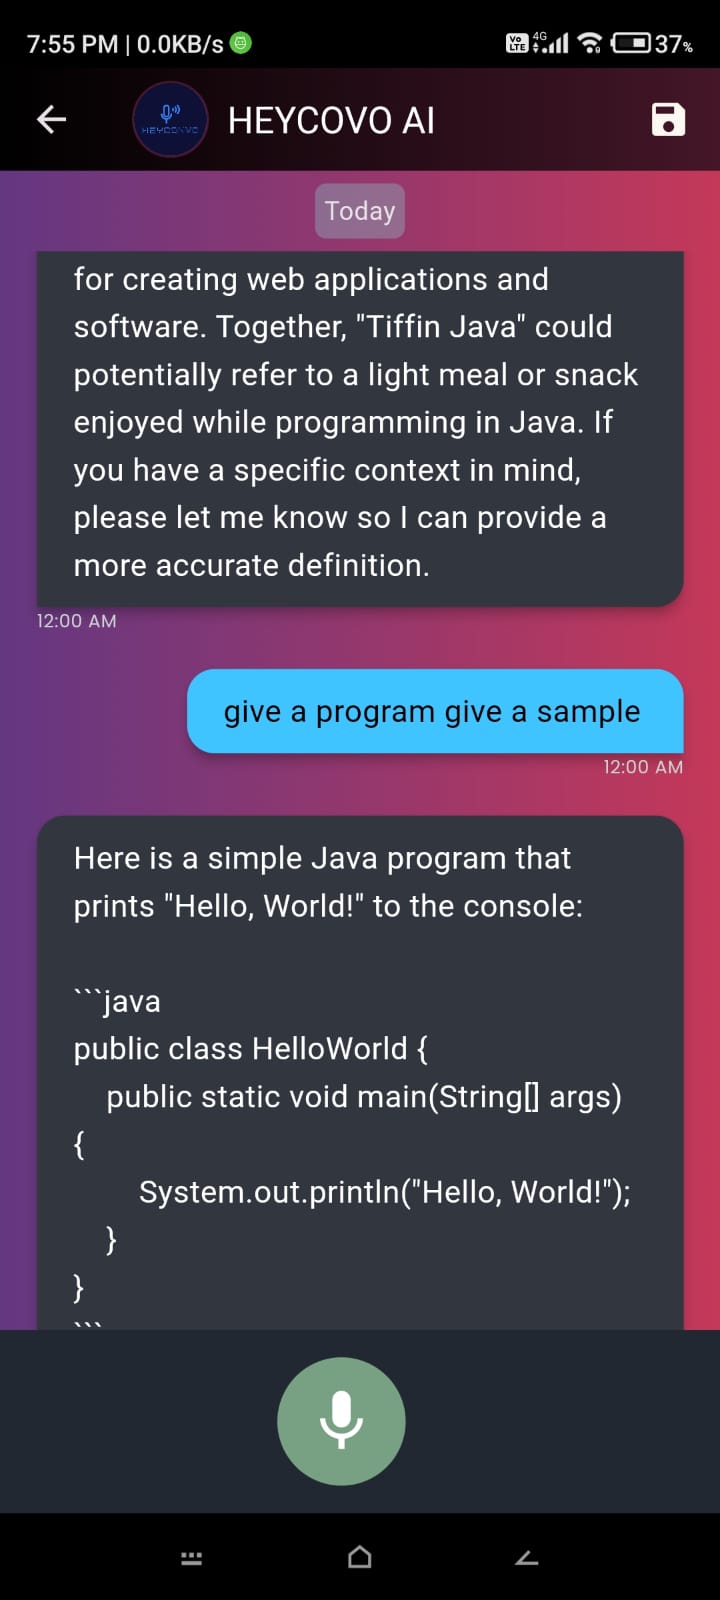 7:55 PM | 0.0KB/s
Vo LTE 4G 37%
HEYCONVO
HEYCOVO AI
Today
for creating web applications and
software. Together, "Tiffin Java" could
potentially refer to a light meal or snack
enjoyed while programming in Java. If
you have a specific context in mind,
please let me know so I can provide a
more accurate definition.
12:00 AM
give a program give a sample
12:00 AM
Here is a simple Java program that
prints "Hello, World!" to the console:
```java
public class HelloWorld {
public static void main(String[] args)
{
System.out.println("Hello, World!");
}
}
```